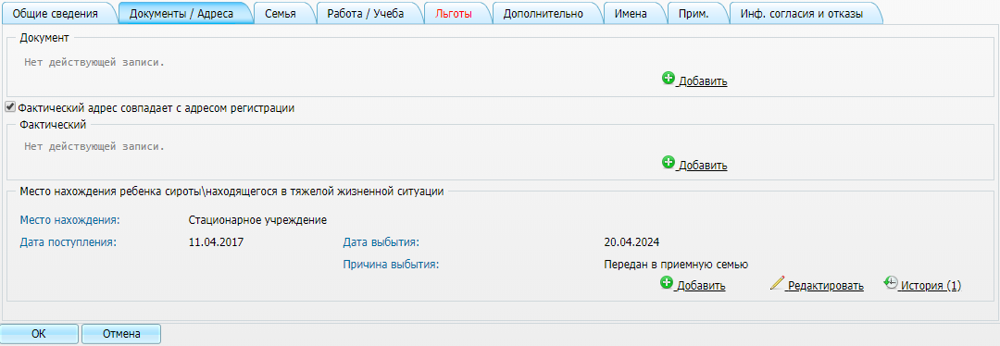 Общие сведения Документы / Адреса Семья Работа / Учеба Льготы Дополнительно Имена Прим. Инф. согласия и отказы
Документ
Нет действующей записи.
Добавить
Фактический адрес совпадает с адресом регистрации
Фактический
Нет действующей записи.
Добавить
Место нахождения ребенка сироты\находящегося в тяжелой жизненной ситуации
Место нахождения: Стационарное учреждение
Дата поступления: 11.04.2017 Дата выбытия: 20.04.2024
Причина выбытия: Передан в приемную семью
Добавить Редактировать История (1)
OK Отмена